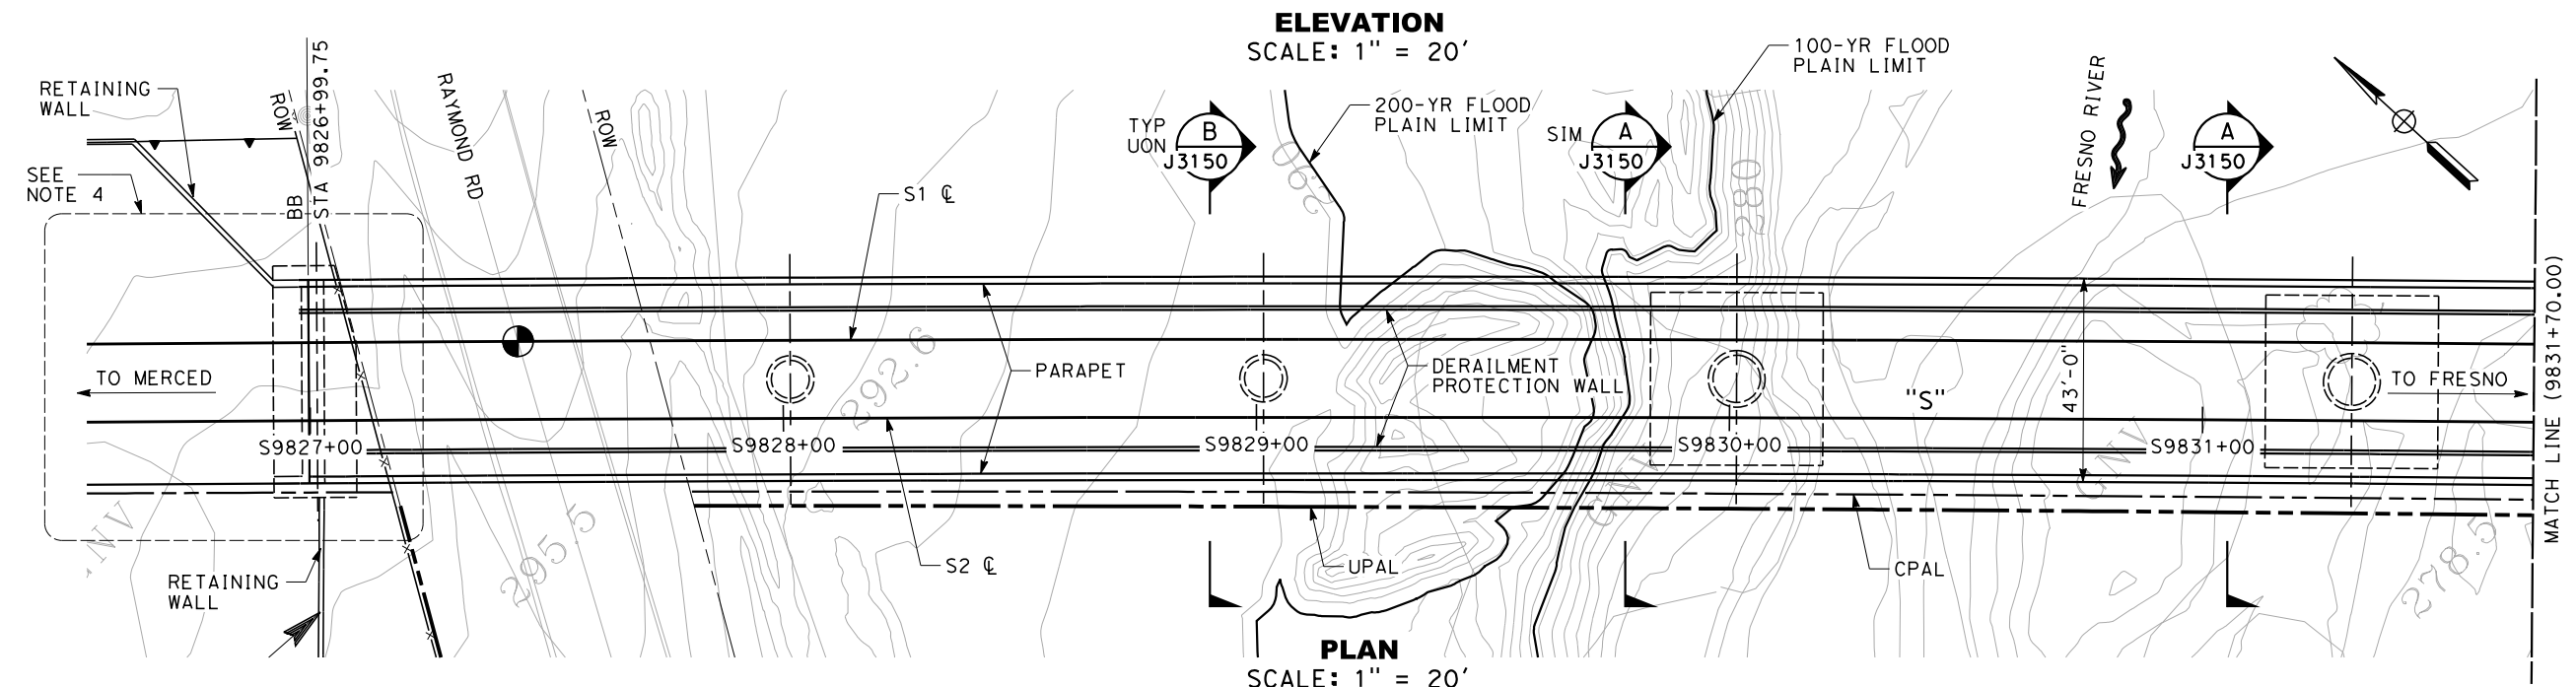 ELEVATION
SCALE: 1" = 20'
RETAINING
WALL
SEE
NOTE 4
ROW
BB
STA 9826+99.75
RAYMOND RD
ROW
S1 ℄
TYP
UON
B
J3150
290
200-YR FLOOD
PLAIN LIMIT
SIM
A
J3150
100-YR FLOOD
PLAIN LIMIT
280
FRESNO RIVER
A
J3150
TO MERCED
292.6
PARAPET
DERAILMENT
PROTECTION WALL
"S"
43'-0"
TO FRESNO
MATCH LINE (9831+70.00)
S9827+00
S9828+00
S9829+00
S9830+00
S9831+00
INV
295.5
RETAINING
WALL
S2 ℄
UPAL
CPAL
278.5
PLAN
SCALE: 1" = 20'